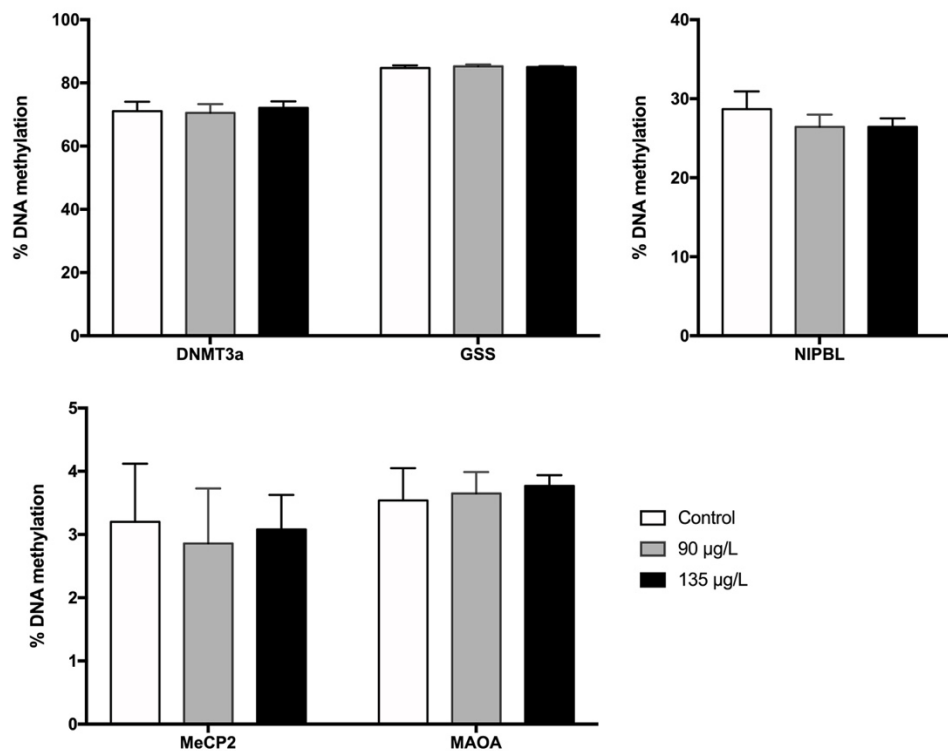 100
80
60
40
20
0
% DNA methylation
DNMT3a GSS
40
30
20
10
0
% DNA methylation
NIPBL
5
4
3
2
1
0
% DNA methylation
MeCP2 MAOA
Control
90 µg/L
135 µg/L